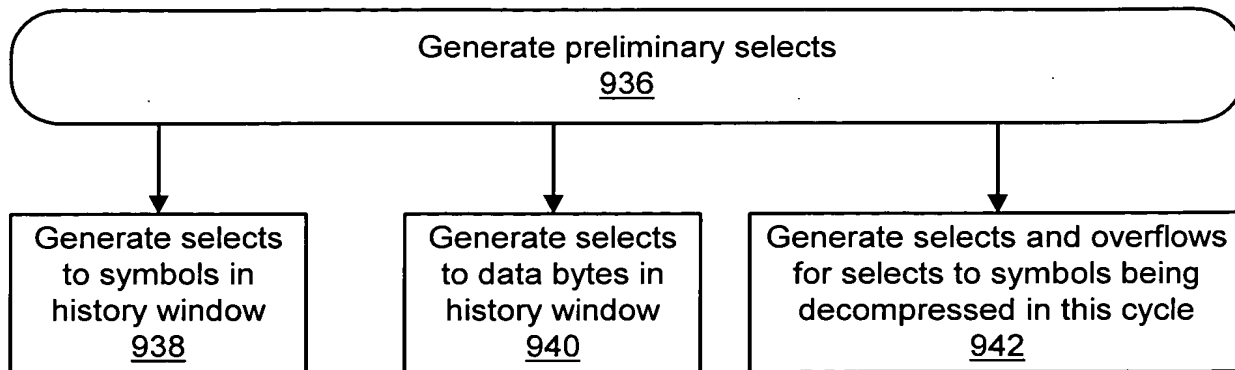 Generate preliminary selects
936
Generate selects
to symbols in
history window
938
Generate selects
to data bytes in
history window
940
Generate selects and overflows
for selects to symbols being
decompressed in this cycle
942